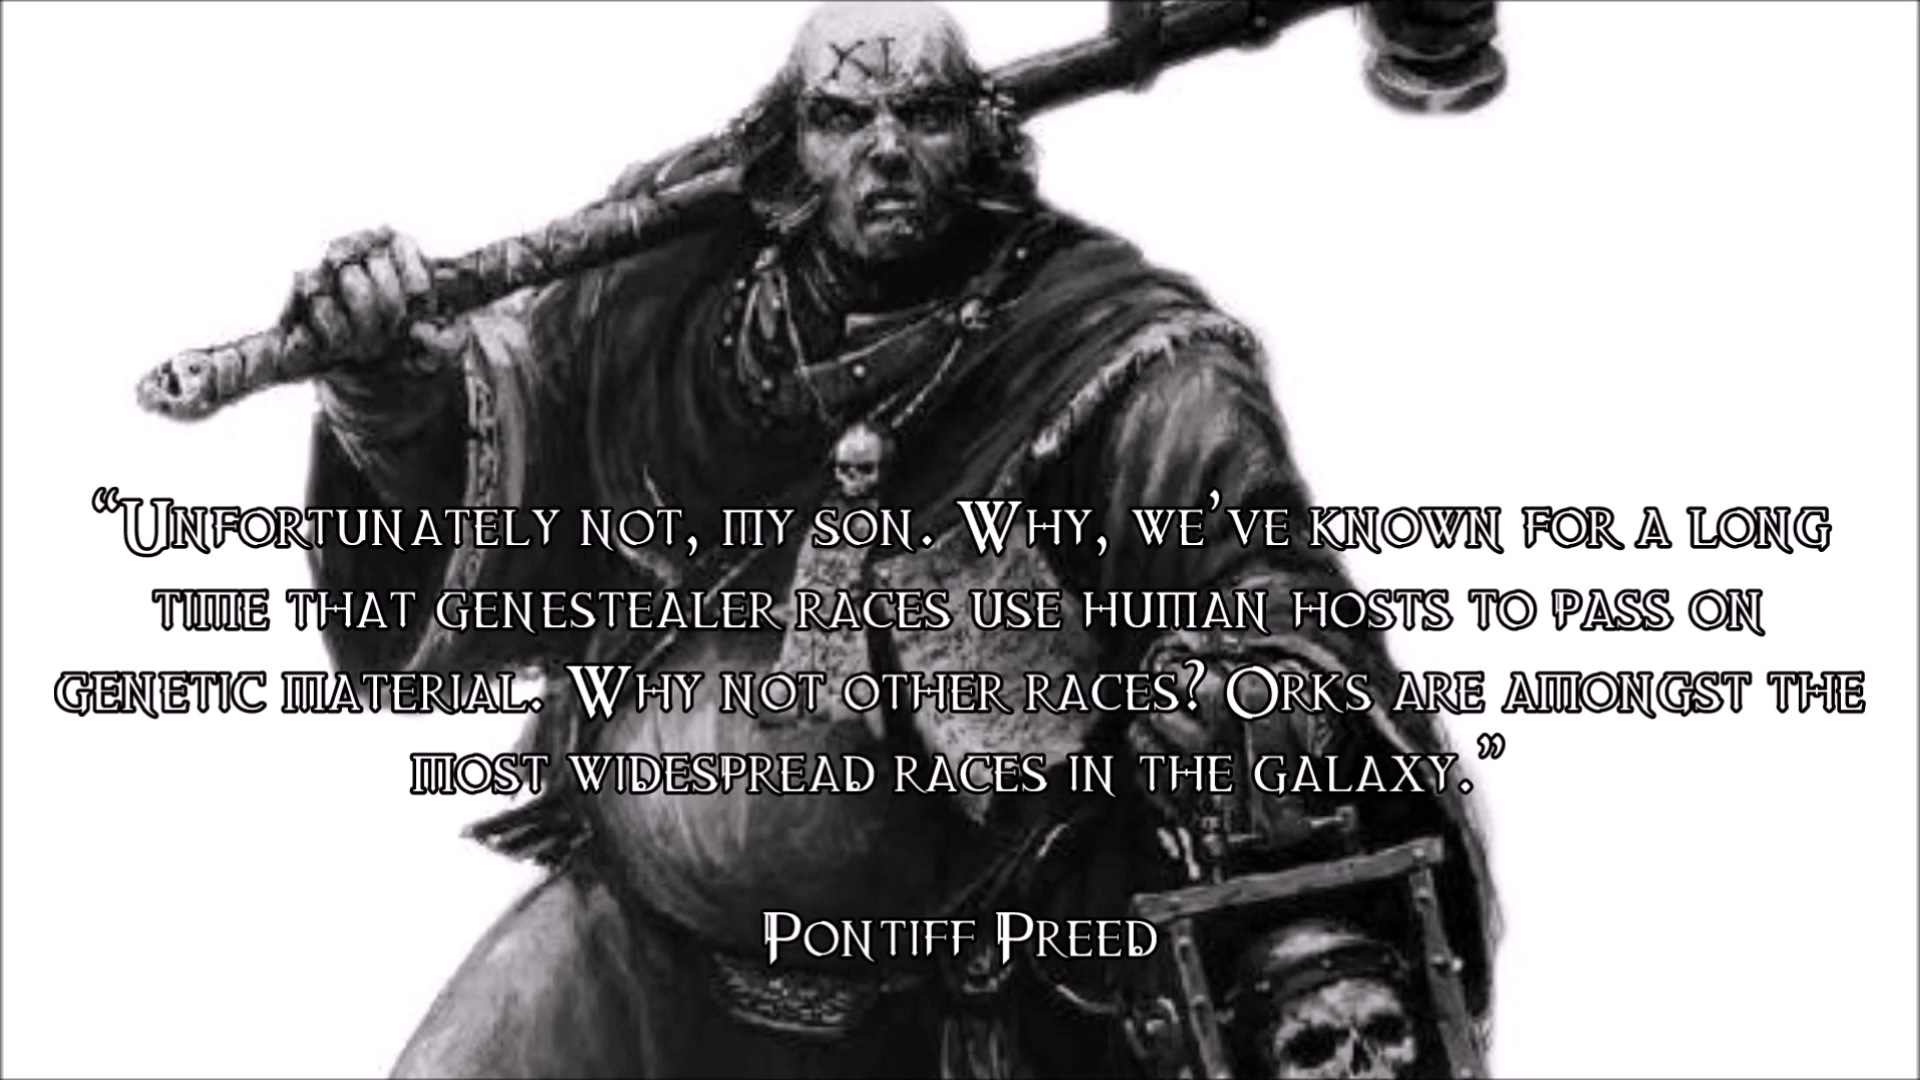 XI
“Unfortunately not, my son. Why, we’ve known for a long
time that genestealer races use human hosts to pass on
genetic material. Why not other races? Orks are amongst the
most widespread races in the galaxy.”
Pontiff Preed